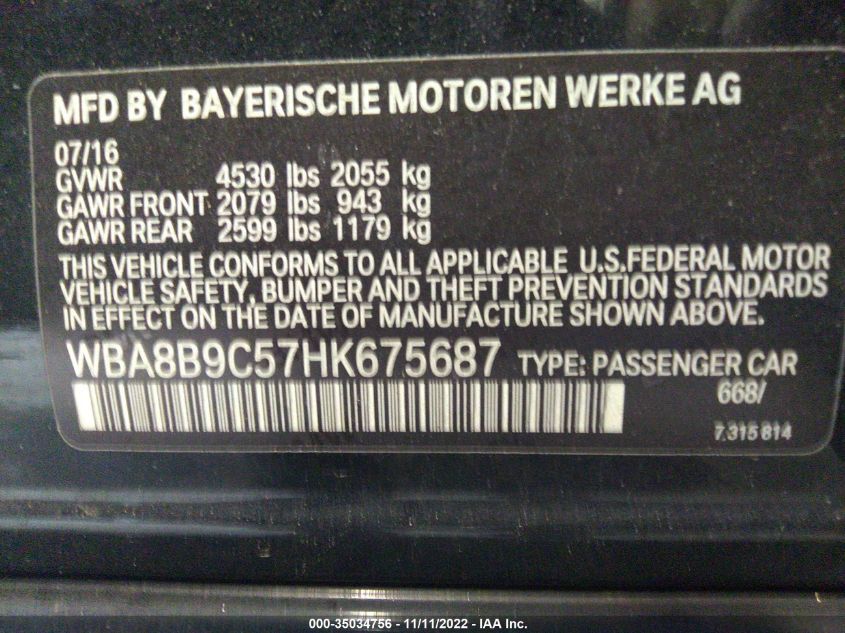 MFD BY BAYERISCHE MOTOREN WERKE AG
07/16
GVWR 4530 lbs 2055 kg
GAWR FRONT 2079 lbs 943 kg
GAWR REAR 2599 lbs 1179 kg
THIS VEHICLE CONFORMS TO ALL APPLICABLE U.S.FEDERAL MOTOR
VEHICLE SAFETY, BUMPER AND THEFT PREVENTION STANDARDS
IN EFFECT ON THE DATE OF MANUFACTURE SHOWN ABOVE.
WBA8B9C57HK675687 TYPE: PASSENGER CAR
668/
7 315 814
000-35034756 - 11/11/2022 - IAA Inc.